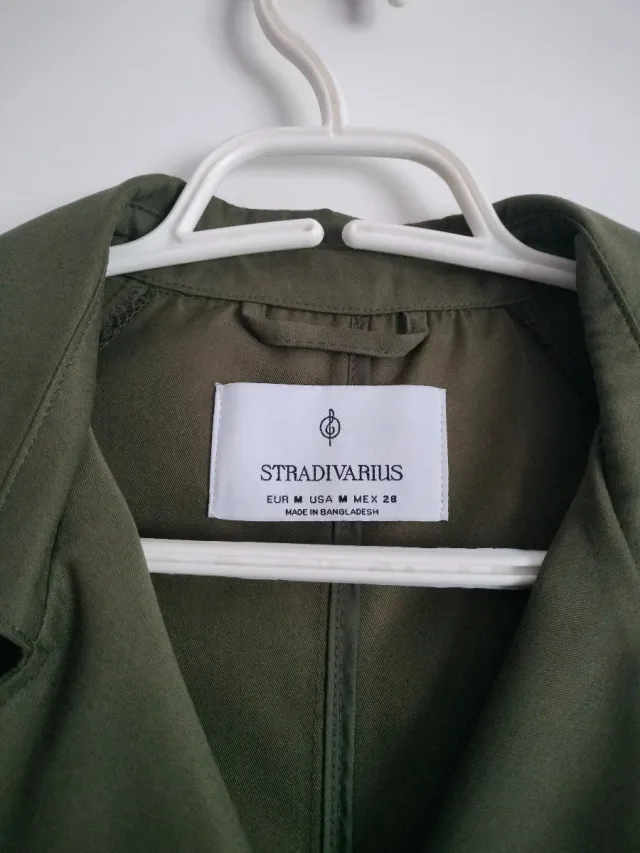 STRADIVARIUS
EUR M USA M MEX 28
MADE IN BANGLADESH